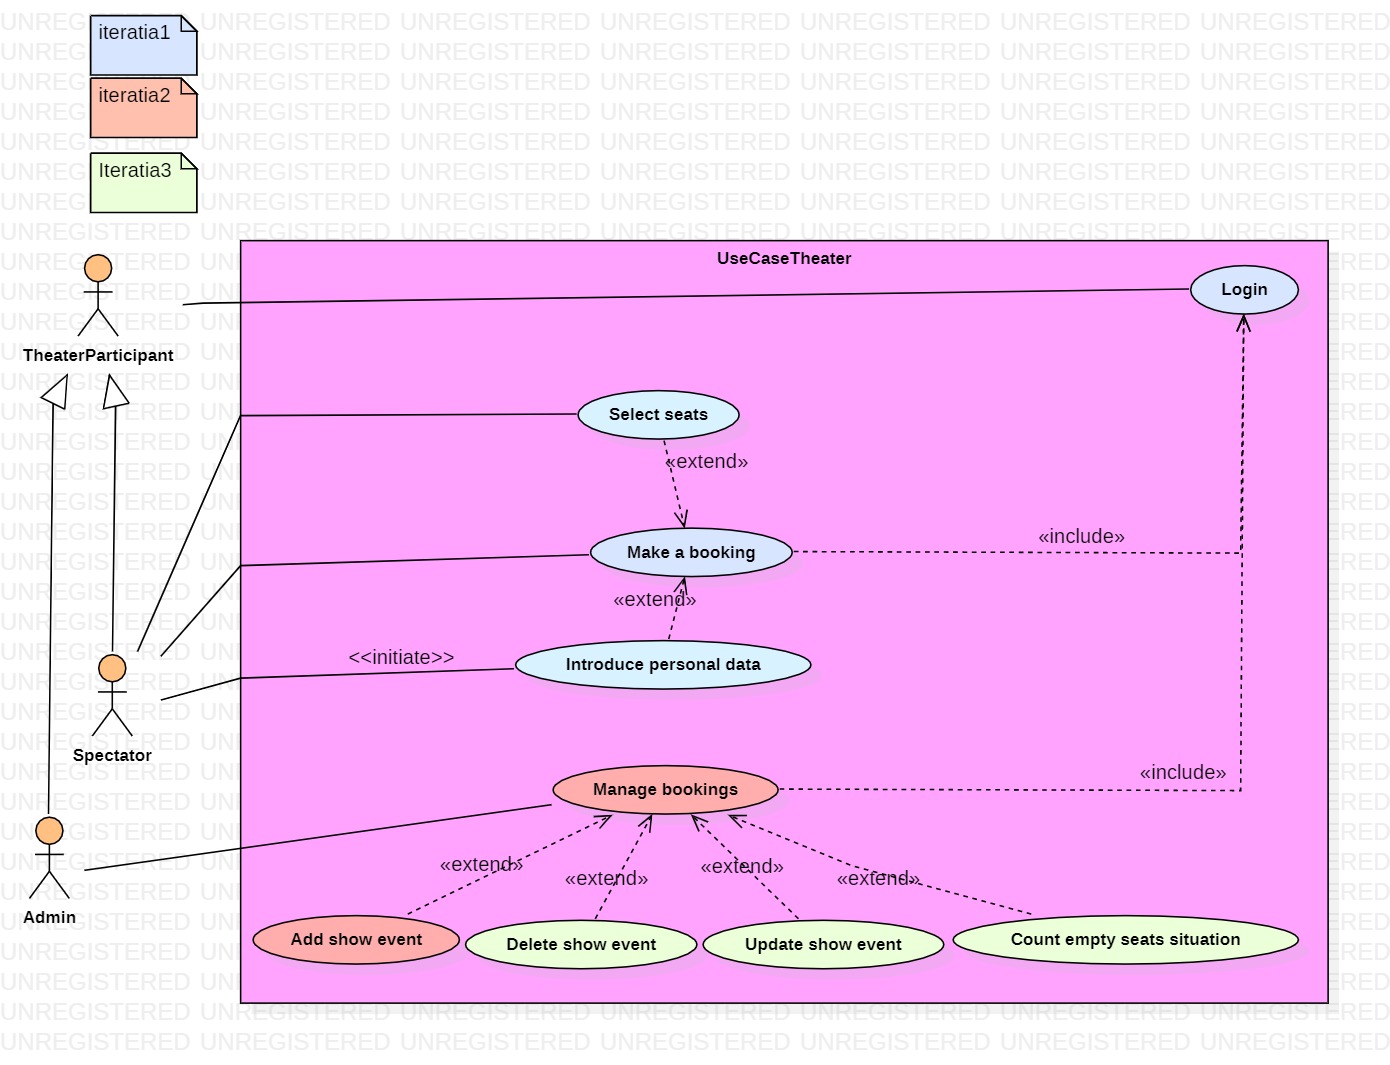 iteratia1
iteratia2
Iteratia3
UseCaseTheater
Login
TheaterParticipant
Select seats
«extend»
Make a booking
«include»
«extend»
<<initiate>>
Introduce personal data
Spectator
Manage bookings
«include»
«extend»
«extend»
«extend»
«extend»
Admin
Add show event
Delete show event
Update show event
Count empty seats situation
UNREGISTERED